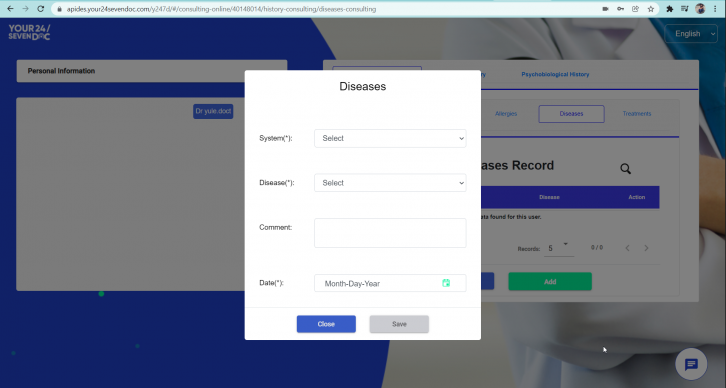 apides.your24sevendoc.com/y247d/#/consulting-online/40148014/history-consulting/diseases-consulting
YOUR 24/
SEVEN DOC
English
Personal Information
Psychobiological History
Dr yule.doct
Allergies
Diseases
Treatments
Diseases
System(*):
Select
Disease(*):
Select
Comment:
Date(*):
Month-Day-Year
Close
Save
ases Record
Disease
Action
ata found for this user.
Records:
5
0 / 0
Add